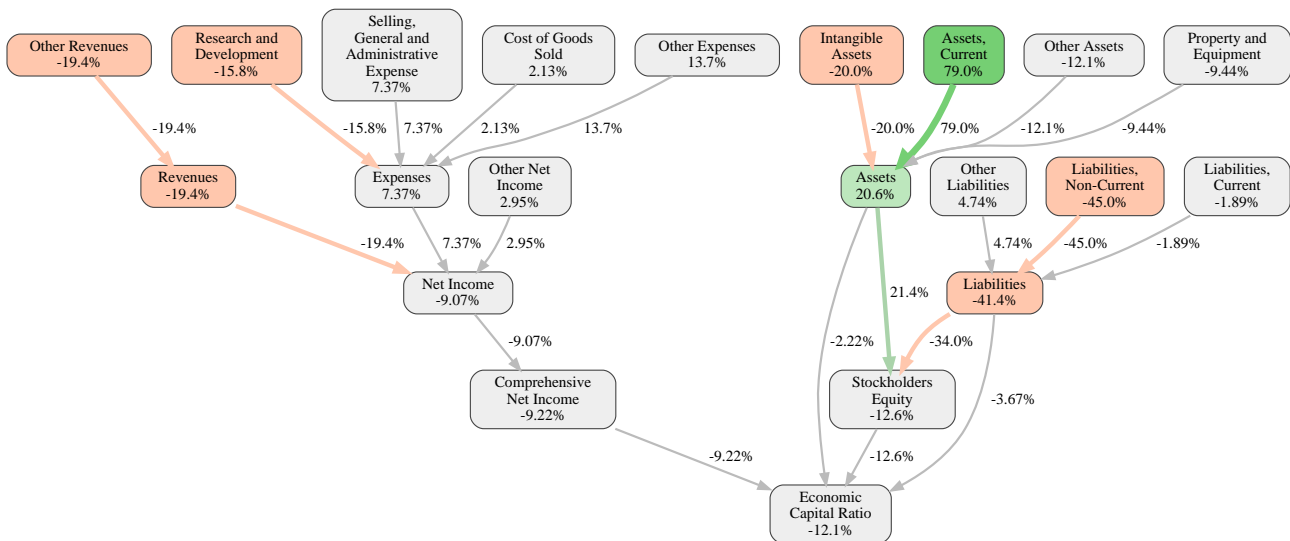 Other Revenues
-19.4%
Research and
Development
-15.8%
Selling,
General and
Administrative
Expense
7.37%
Cost of Goods
Sold
2.13%
Other Expenses
13.7%
Intangible
Assets
-20.0%
Assets,
Current
79.0%
Other Assets
-12.1%
Property and
Equipment
-9.44%
-19.4%
-15.8%
7.37%
2.13%
13.7%
-20.0%
79.0%
-12.1%
-9.44%
Revenues
-19.4%
Expenses
7.37%
Other Net
Income
2.95%
Assets
20.6%
Other
Liabilities
4.74%
Liabilities,
Non-Current
-45.0%
Liabilities,
Current
-1.89%
-19.4%
7.37%
2.95%
4.74%
-45.0%
-1.89%
Net Income
-9.07%
21.4%
Liabilities
-41.4%
-9.07%
-2.22%
-34.0%
Comprehensive
Net Income
-9.22%
Stockholders
Equity
-12.6%
-3.67%
-9.22%
-12.6%
Economic
Capital Ratio
-12.1%